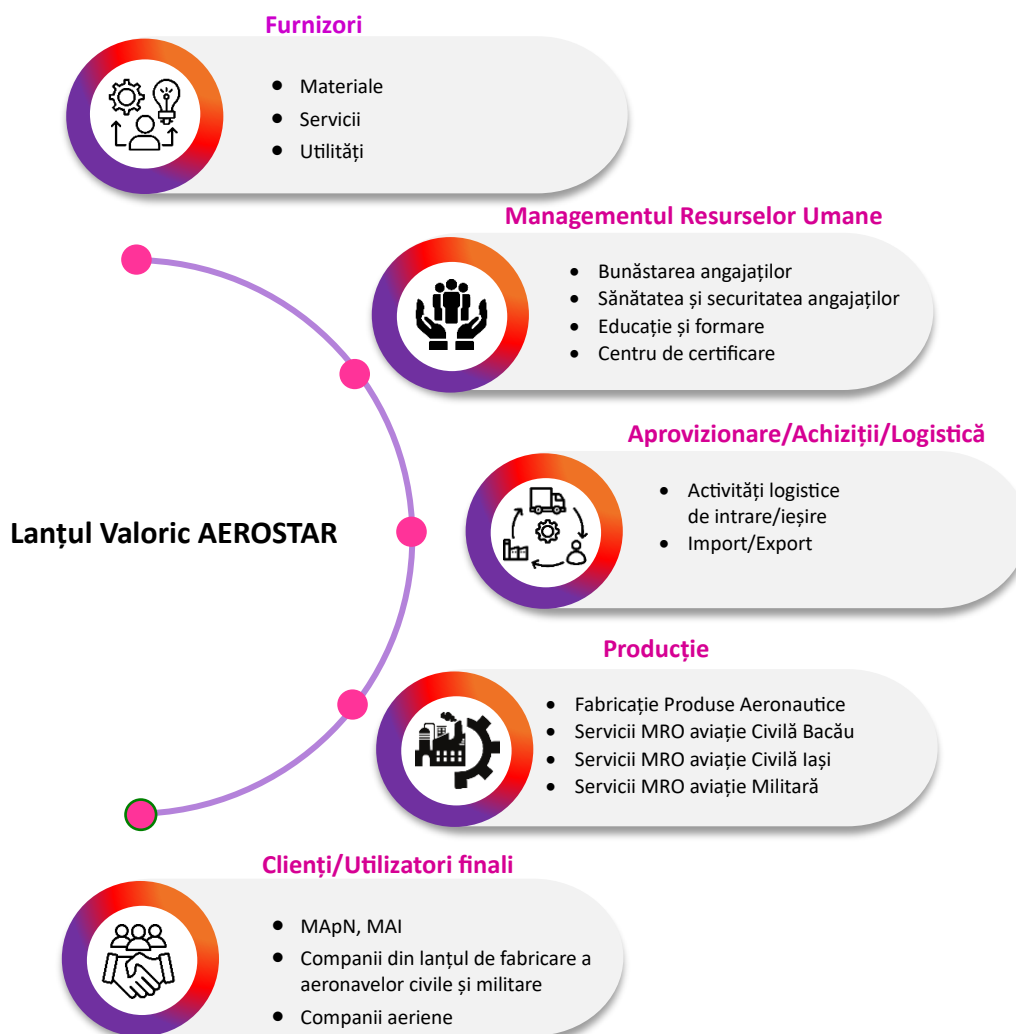 Furnizori
• Materiale
• Servicii
• Utilități
Managementul Resurselor Umane
• Bunăstarea angajaților
• Sănătatea și securitatea angajaților
• Educație și formare
• Centru de certificare
Aprovizionare/Achiziții/Logistică
• Activități logistice
de intrare/ieșire
• Import/Export
Lanțul Valoric AEROSTAR
Producție
• Fabricație Produse Aeronautice
• Servicii MRO aviație Civilă Bacău
• Servicii MRO aviație Civilă Iași
• Servicii MRO aviație Militară
Clienți/Utilizatori finali
• MApN, MAI
• Companii din lanțul de fabricare a
aeronavelor civile și militare
• Companii aeriene